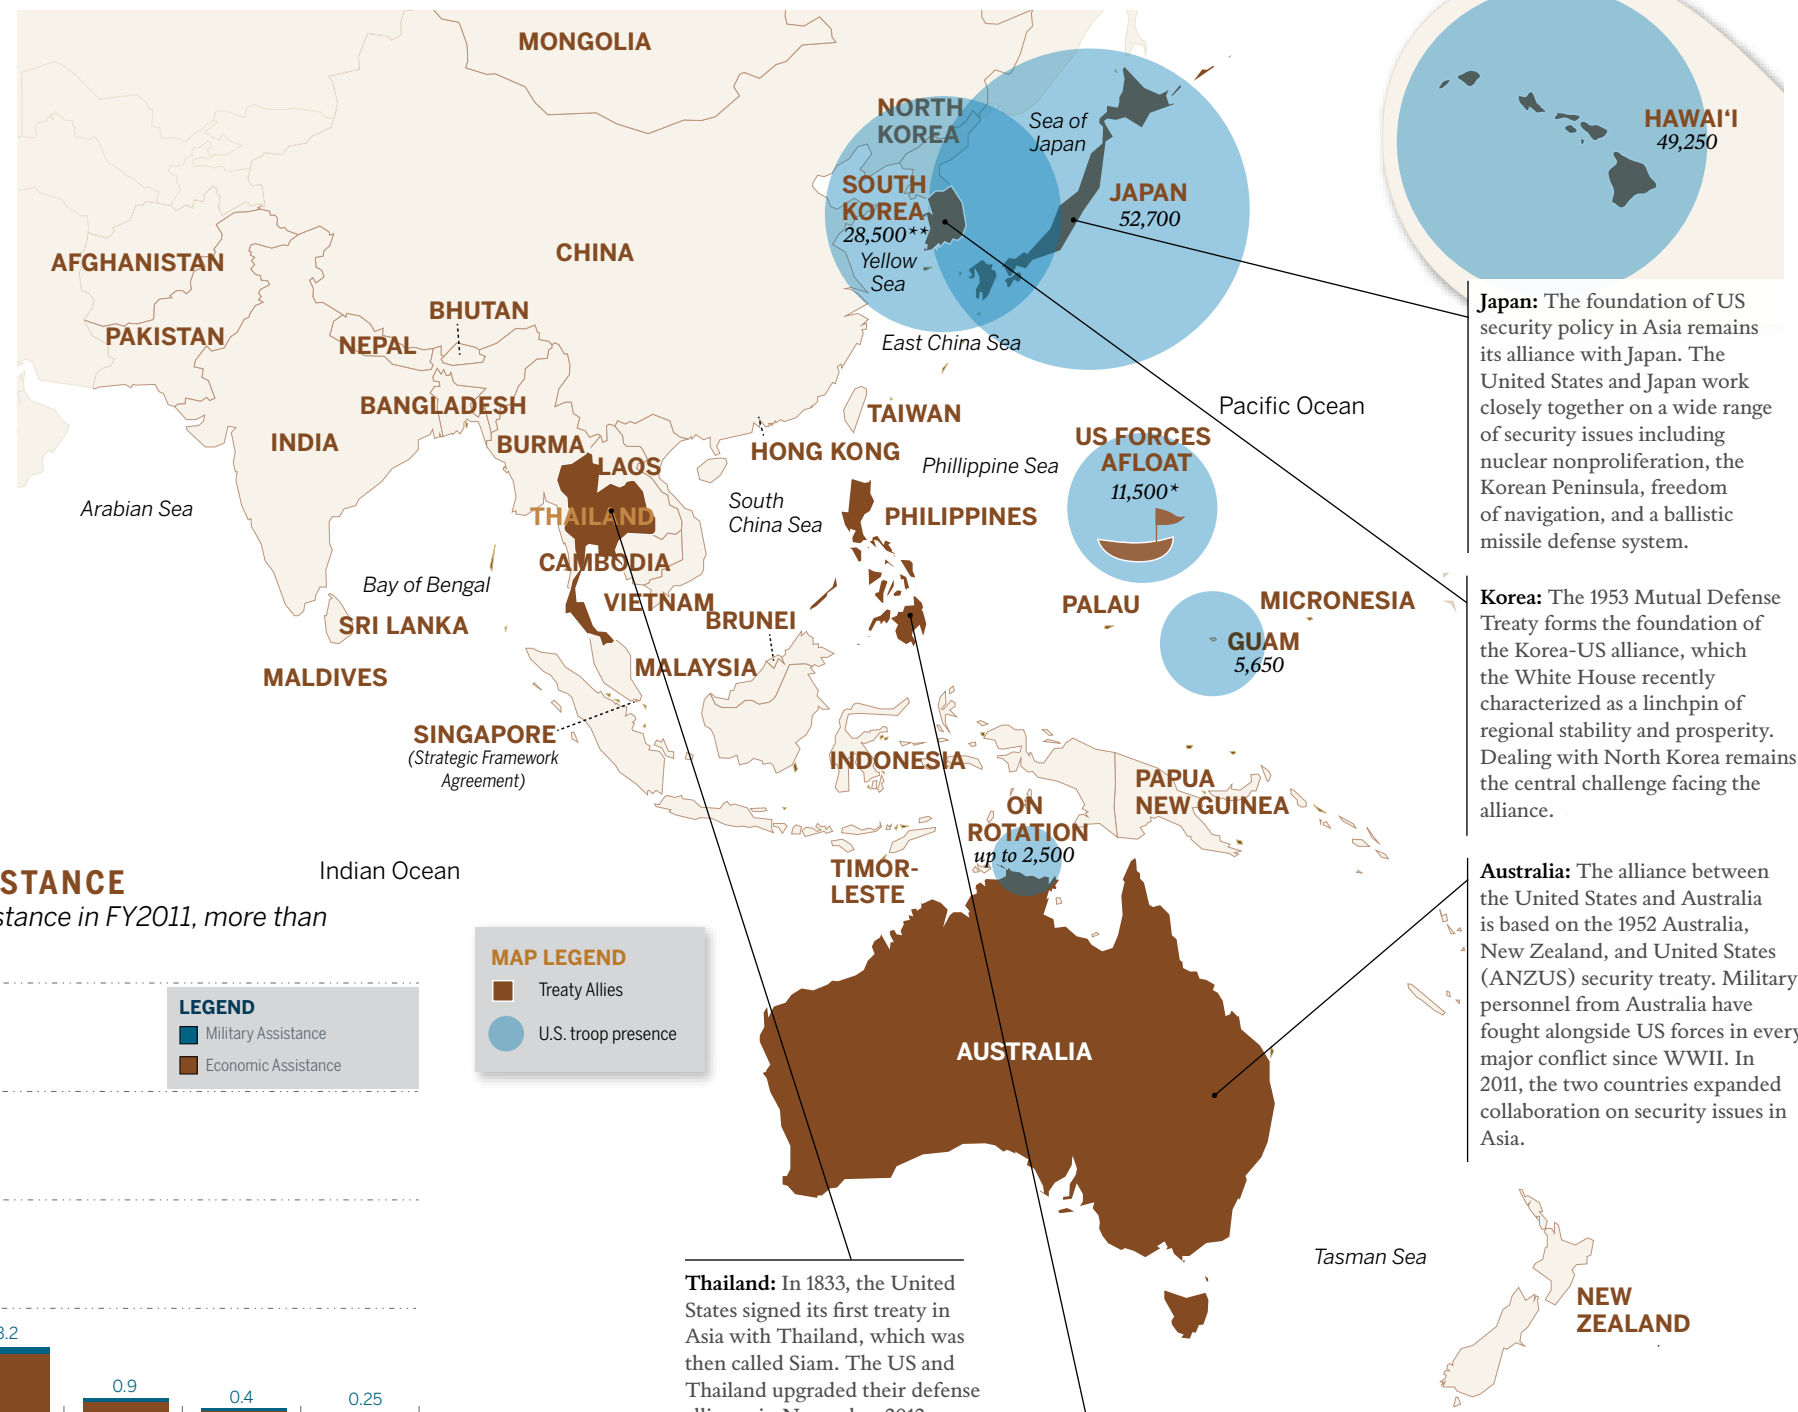 MONGOLIA
NORTH
KOREA
Sea of
Japan
HAWAI‘I
49,250
SOUTH
KOREA
28,500**
JAPAN
52,700
Yellow
Sea
AFGHANISTAN
CHINA
PAKISTAN
BHUTAN
NEPAL
East China Sea
BANGLADESH
INDIA
BURMA
LAOS
TAIWAN
HONG KONG
Pacific Ocean
Phillippine Sea
US FORCES
AFLOAT
11,500*
Arabian Sea
South
China Sea
THAILAND
PHILIPPINES
CAMBODIA
Bay of Bengal
VIETNAM
BRUNEI
SRI LANKA
PALAU
MICRONESIA
GUAM
5,650
MALDIVES
MALAYSIA
SINGAPORE
(Strategic Framework
Agreement)
INDONESIA
PAPUA
NEW GUINEA
ON
ROTATION
up to 2,500
TIMOR-
LESTE
Indian Ocean
AUSTRALIA
Tasman Sea
NEW
ZEALAND
Japan: The foundation of US
security policy in Asia remains
its alliance with Japan. The
United States and Japan work
closely together on a wide range
of security issues including
nuclear nonproliferation, the
Korean Peninsula, freedom
of navigation, and a ballistic
missile defense system.
Korea: The 1953 Mutual Defense
Treaty forms the foundation of
the Korea-US alliance, which
the White House recently
characterized as a linchpin of
regional stability and prosperity.
Dealing with North Korea remains
the central challenge facing the
alliance.
Australia: The alliance between
the United States and Australia
is based on the 1952 Australia,
New Zealand, and United States
(ANZUS) security treaty. Military
personnel from Australia have
fought alongside US forces in every
major conflict since WWII. In
2011, the two countries expanded
collaboration on security issues in
Asia.
STANCE
stance in FY2011, more than
LEGEND
Military Assistance
Economic Assistance
MAP LEGEND
Treaty Allies
U.S. troop presence
3.2
0.9
0.4
0.25
Thailand: In 1833, the United
States signed its first treaty in
Asia with Thailand, which was
then called Siam. The US and
Thailand upgraded their defense